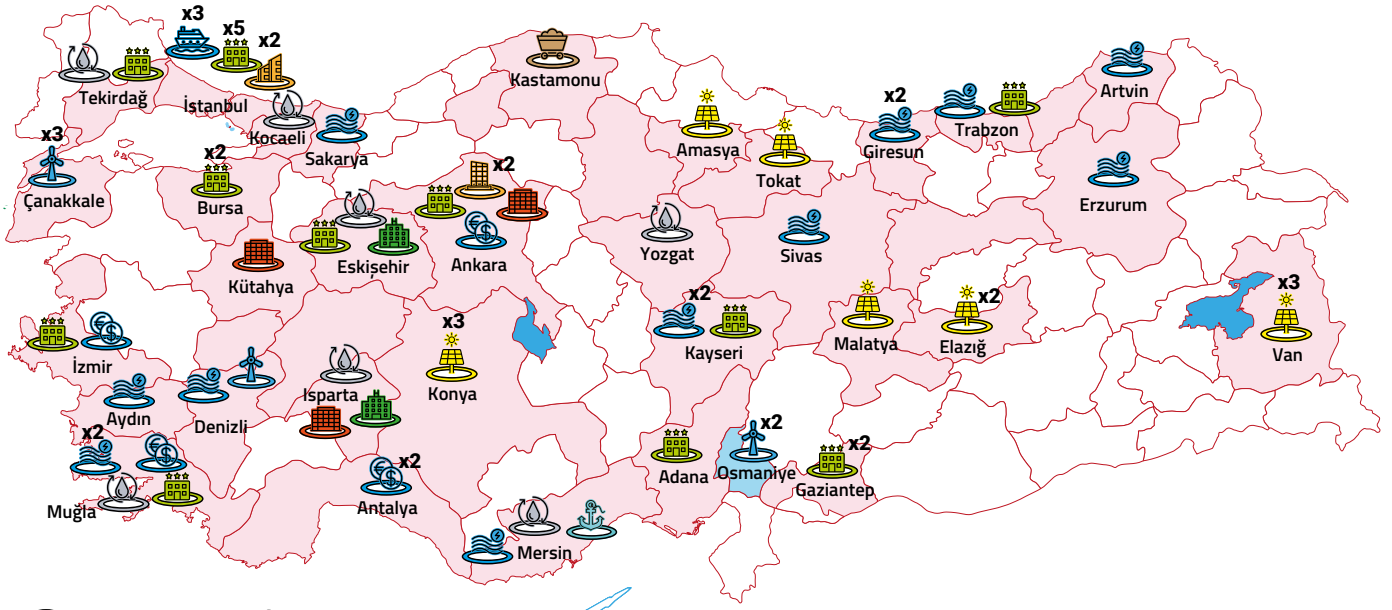 x3
x5
x2
Tekirdağ
İstanbul
Kocaeli
Sakarya
Kastamonu
Amasya
Tokat
x2
Giresun
Trabzon
Artvin
Erzurum
x3
Çanakkale
x2
Bursa
x2
Ankara
Eskişehir
Kütahya
Yozgat
Sivas
x2
Kayseri
Malatya
x2
Elazığ
x3
Van
İzmir
Aydın
Denizli
Isparta
x3
Konya
x2
Muğla
x2
Antalya
Mersin
Adana
x2
Osmaniye
x2
Gaziantep